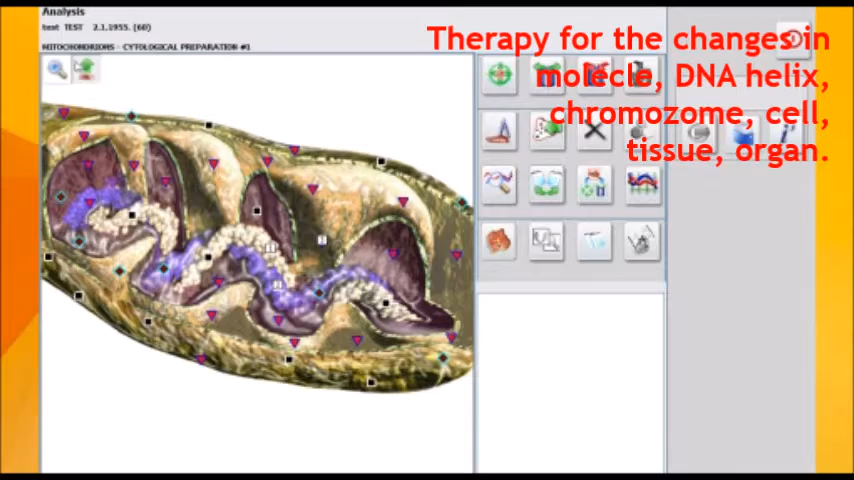 Analysis
text TEST 2.1.1955. (60)
MITOCHONDRIONS - CYTOLOGICAL PREPARATION #1
Therapy for the changes in
molecle, DNA helix,
chromozome, cell,
tissue, organ.